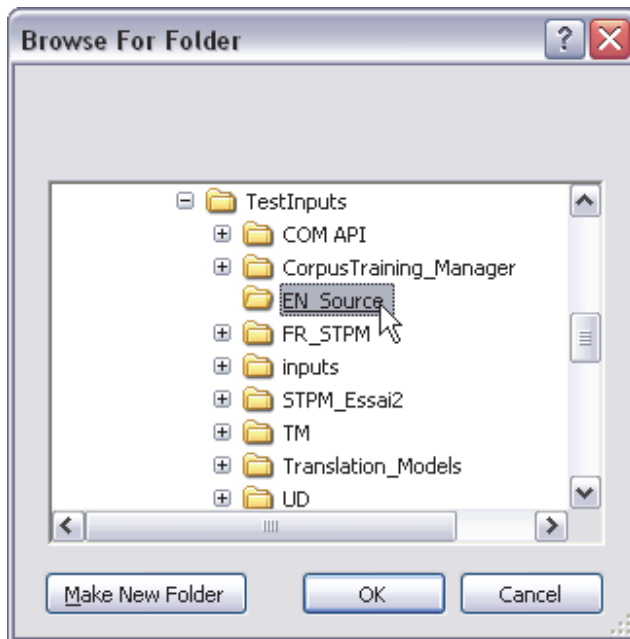 Browse For Folder
TestInputs
COM API
CorpusTraining_Manager
EN_Source
FR_STPM
inputs
STPM_Essai2
TM
Translation_Models
UD
Make New Folder OK Cancel